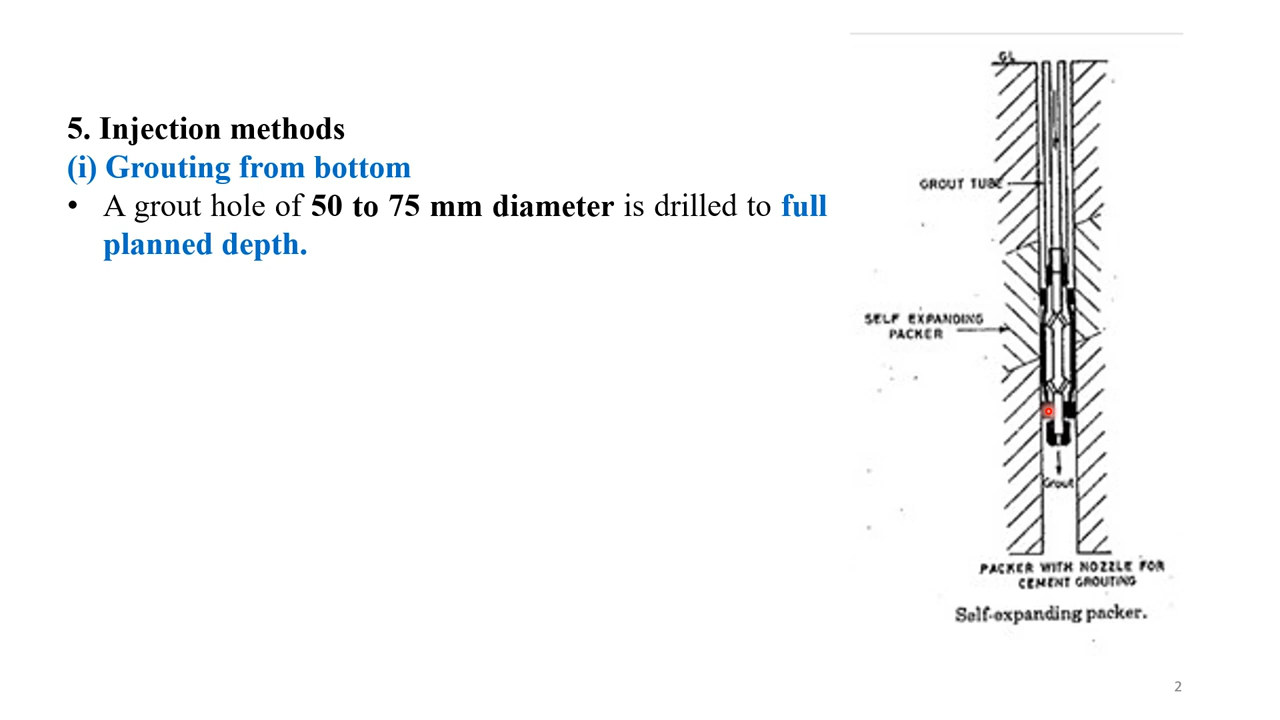 5. Injection methods
(i) Grouting from bottom
• A grout hole of 50 to 75 mm diameter is drilled to full
planned depth.
GL
GROUT TUBE
SELF EXPANDING
PACKER
Grout
PACKER WITH NOZZLE FOR
CEMENT GROUTING
Self-expanding packer.
2